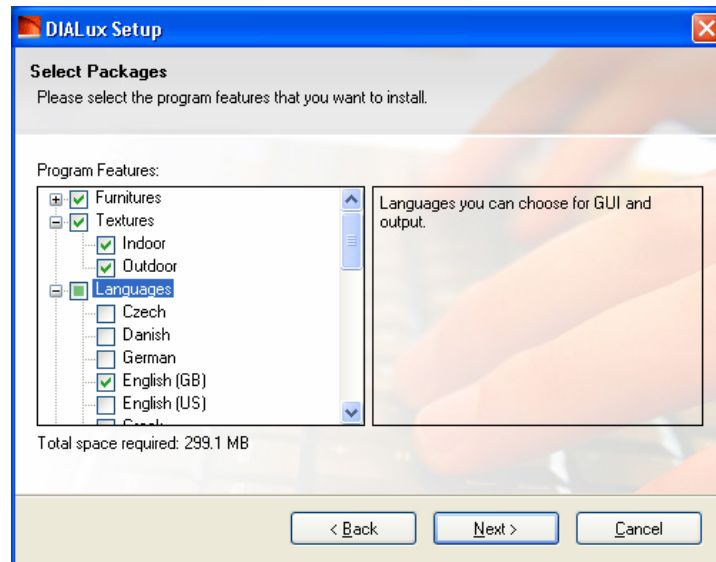 DIALux Setup
Select Packages
Please select the program features that you want to install.
Program Features:
Furnitures
Textures
Indoor
Outdoor
Languages
Czech
Danish
German
English (GB)
English (US)
Languages you can choose for GUI and
output.
Total space required: 299.1 MB
< Back
Next >
Cancel